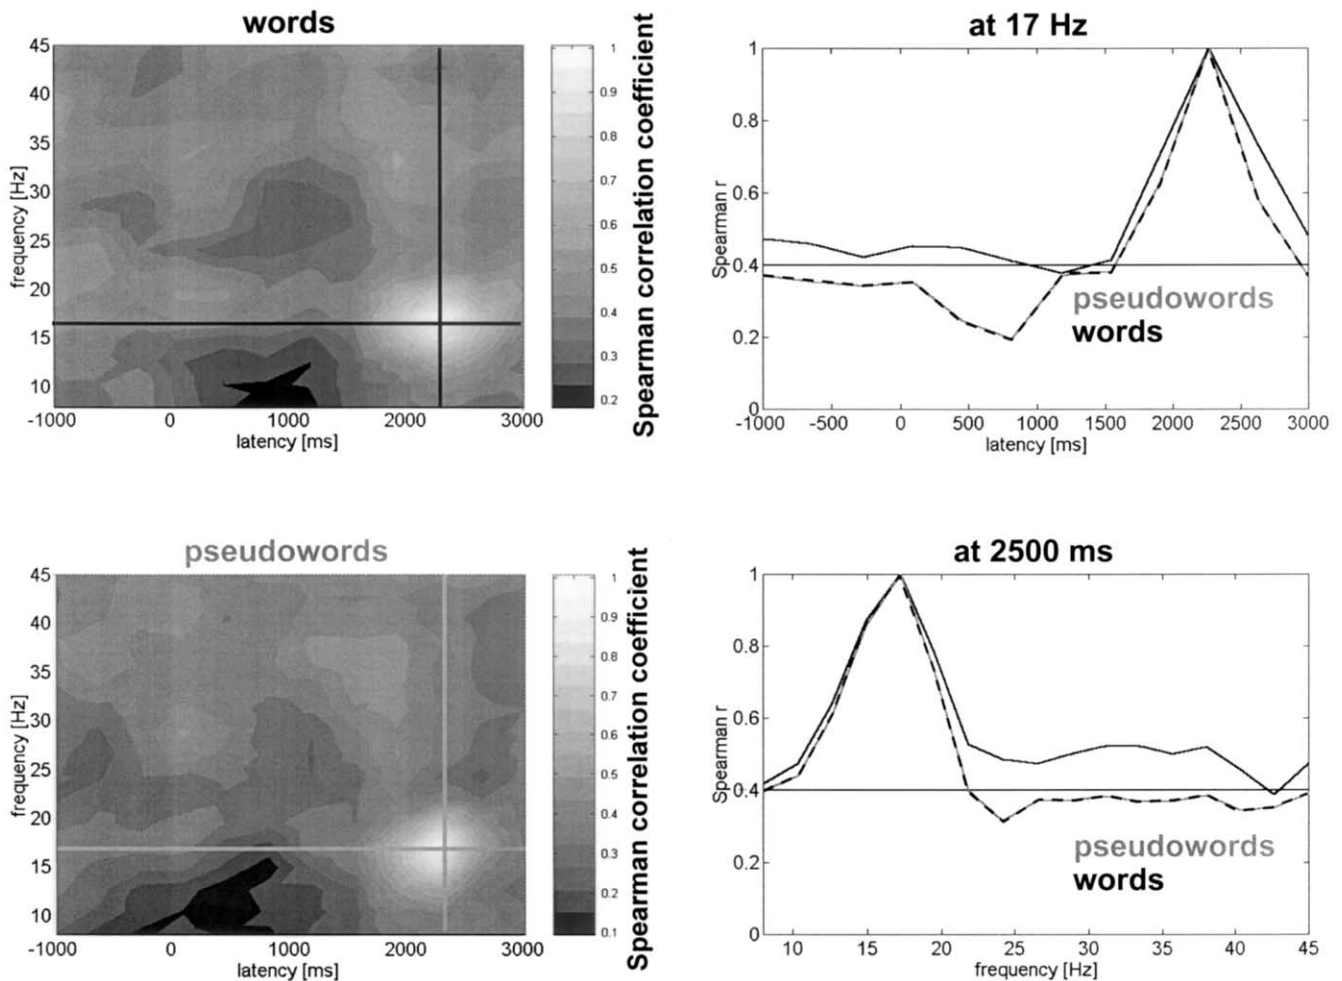 words
45
40
35
30
25
20
15
10
frequency [Hz]
-1000 0 1000 2000 3000
latency [ms]
1
0.9
0.8
0.7
0.6
0.5
0.4
0.3
0.2
Spearman correlation coefficient
at 17 Hz
1
0.8
0.6
0.4
0.2
0
Spearman r
pseudowords
words
-1000 -500 0 500 1000 1500 2000 2500 3000
latency [ms]
pseudowords
45
40
35
30
25
20
15
10
frequency [Hz]
-1000 0 1000 2000 3000
latency [ms]
1
0.9
0.8
0.7
0.6
0.5
0.4
0.3
0.2
0.1
Spearman correlation coefficient
at 2500 ms
1
0.8
0.6
0.4
0.2
0
Spearman r
pseudowords
words
10 15 20 25 30 35 40 45
frequency [Hz]